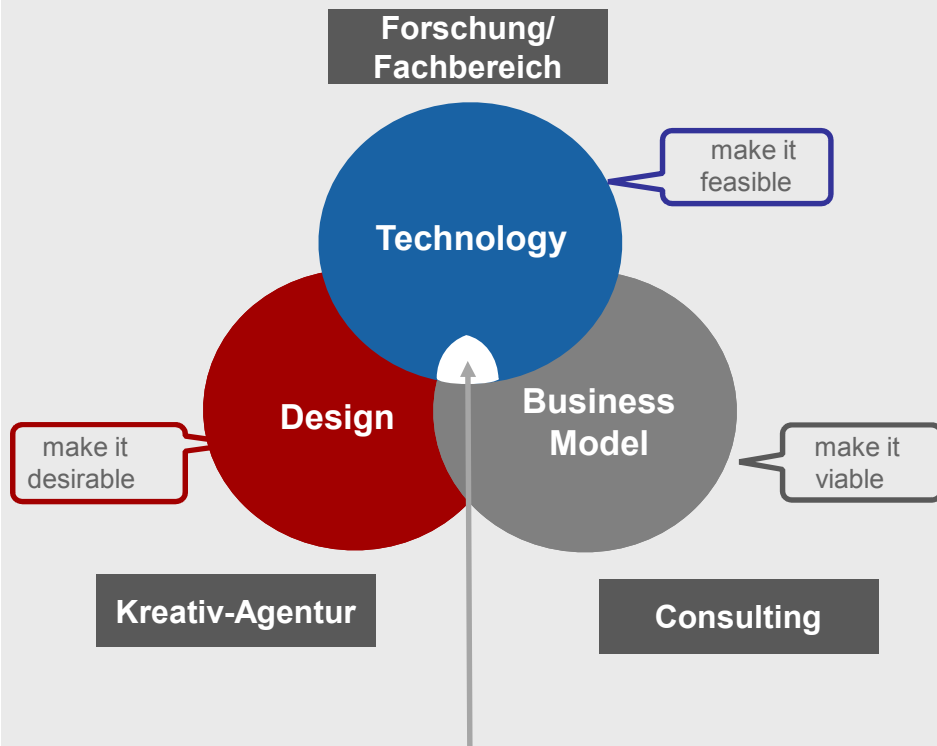 Forschung/
Fachbereich
make it
feasible
Technology
Design
Business
Model
make it
desirable
make it
viable
Kreativ-Agentur
Consulting